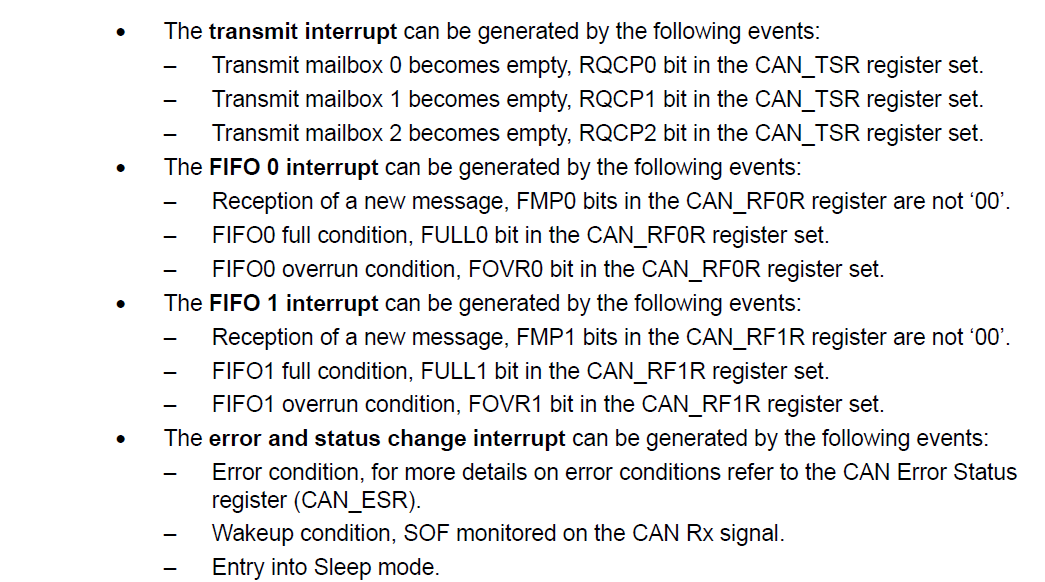 • The transmit interrupt can be generated by the following events:
– Transmit mailbox 0 becomes empty, RQCP0 bit in the CAN_TSR register set.
– Transmit mailbox 1 becomes empty, RQCP1 bit in the CAN_TSR register set.
– Transmit mailbox 2 becomes empty, RQCP2 bit in the CAN_TSR register set.
• The FIFO 0 interrupt can be generated by the following events:
– Reception of a new message, FMP0 bits in the CAN_RF0R register are not ‘00’.
– FIFO0 full condition, FULL0 bit in the CAN_RF0R register set.
– FIFO0 overrun condition, FOVR0 bit in the CAN_RF0R register set.
• The FIFO 1 interrupt can be generated by the following events:
– Reception of a new message, FMP1 bits in the CAN_RF1R register are not ‘00’.
– FIFO1 full condition, FULL1 bit in the CAN_RF1R register set.
– FIFO1 overrun condition, FOVR1 bit in the CAN_RF1R register set.
• The error and status change interrupt can be generated by the following events:
– Error condition, for more details on error conditions refer to the CAN Error Status
register (CAN_ESR).
– Wakeup condition, SOF monitored on the CAN Rx signal.
– Entry into Sleep mode.